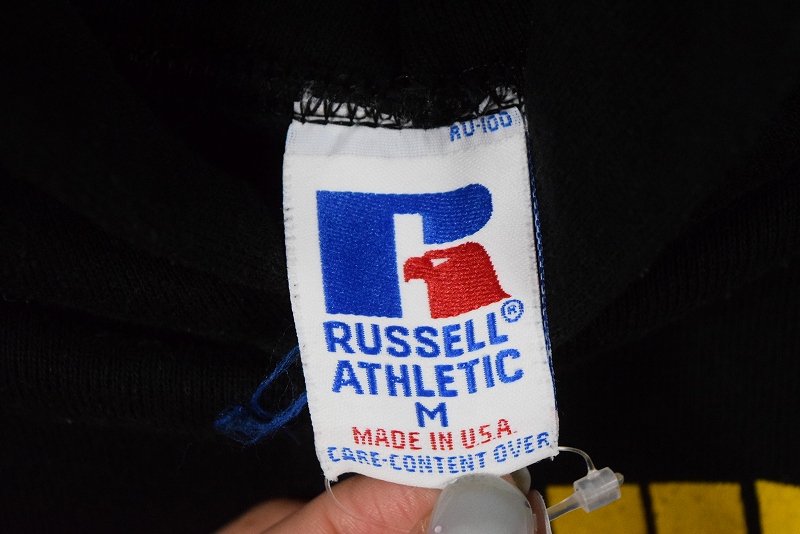 RU-100
RUSSELL®
ATHLETIC
M
MADE IN U.S.A.
CARE-CONTENT OVER